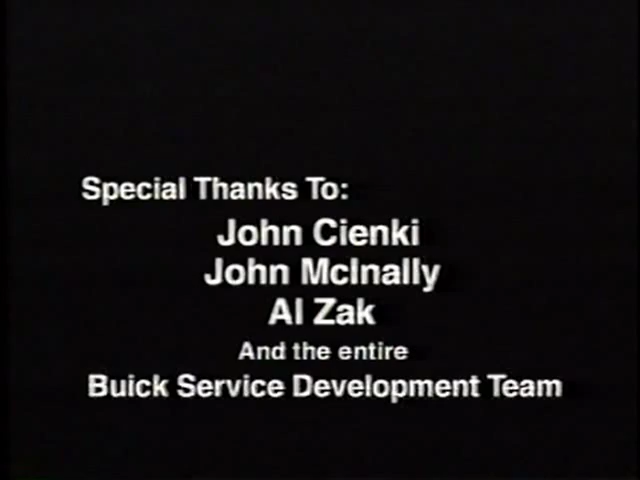 Special Thanks To:
John Cienki
John McInally
Al Zak
And the entire
Buick Service Development Team